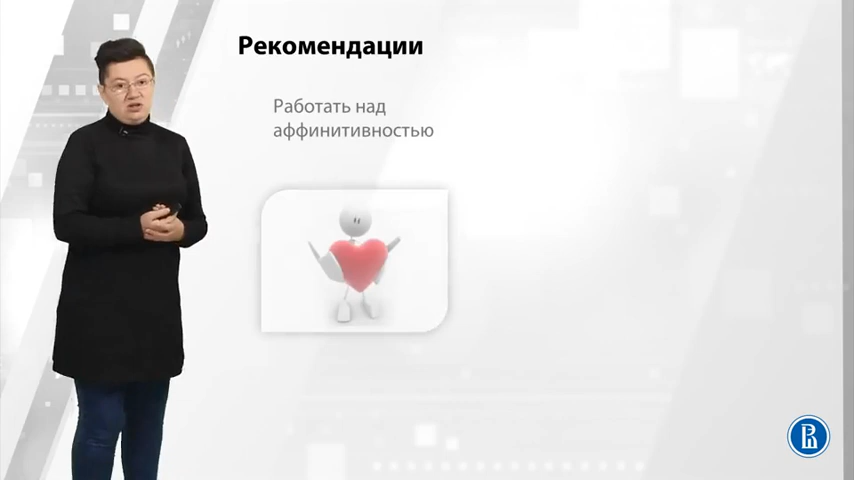 Рекомендации
Работать над
аффинитивностью